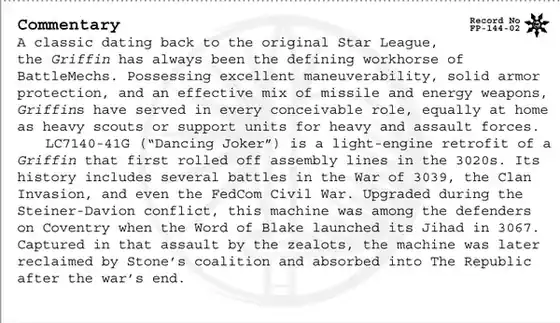 Commentary
Record No
FP-144-02
A classic dating back to the original Star League,
the Griffin has always been the defining workhorse of
BattleMechs. Possessing excellent maneuverability, solid armor
protection, and an effective mix of missile and energy weapons,
Griffins have served in every conceivable role, equally at home
as heavy scouts or support units for heavy and assault forces.
LC7140-41G (“Dancing Joker”) is a light-engine retrofit of a
Griffin that first rolled off assembly lines in the 3020s. Its
history includes several battles in the War of 3039, the Clan
Invasion, and even the FedCom Civil War. Upgraded during the
Steiner-Davion conflict, this machine was among the defenders
on Coventry when the Word of Blake launched its Jihad in 3067.
Captured in that assault by the zealots, the machine was later
reclaimed by Stone’s coalition and absorbed into The Republic
after the war’s end.